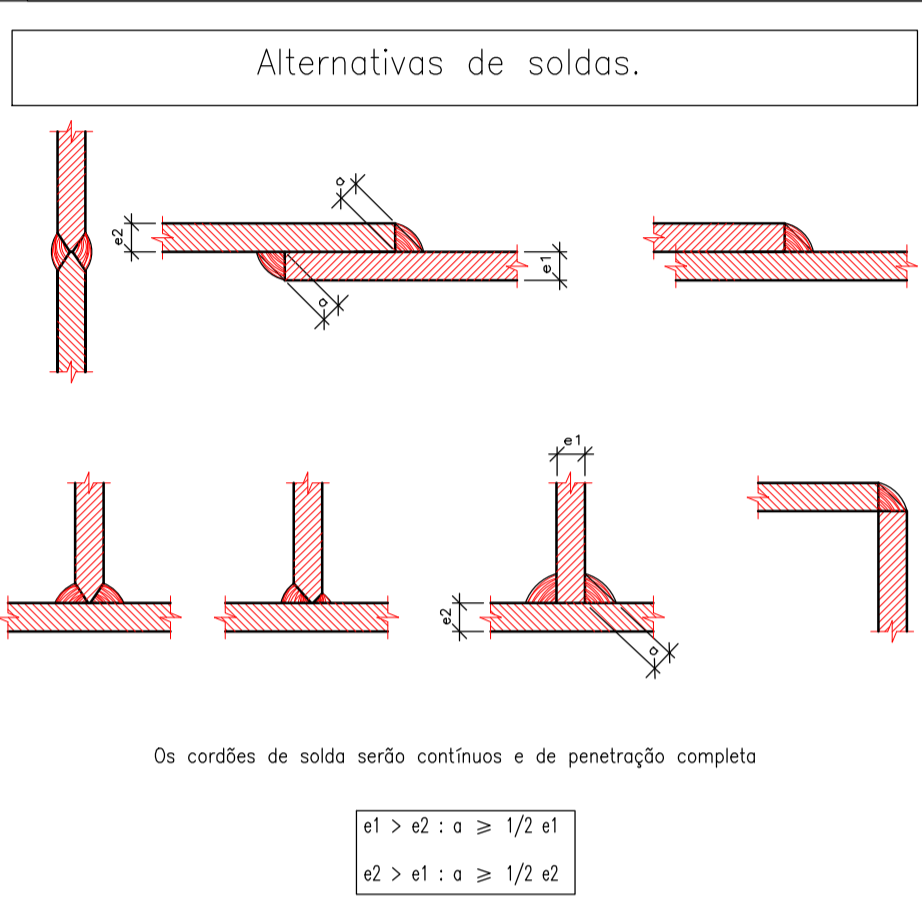 Alternativas de soldas.
a
e2
e1
a
e1
e2
a
Os cordões de solda serão contínuos e de penetração completa
e1 > e2 : a ⩾ 1/2 e1
e2 > e1 : a ⩾ 1/2 e2